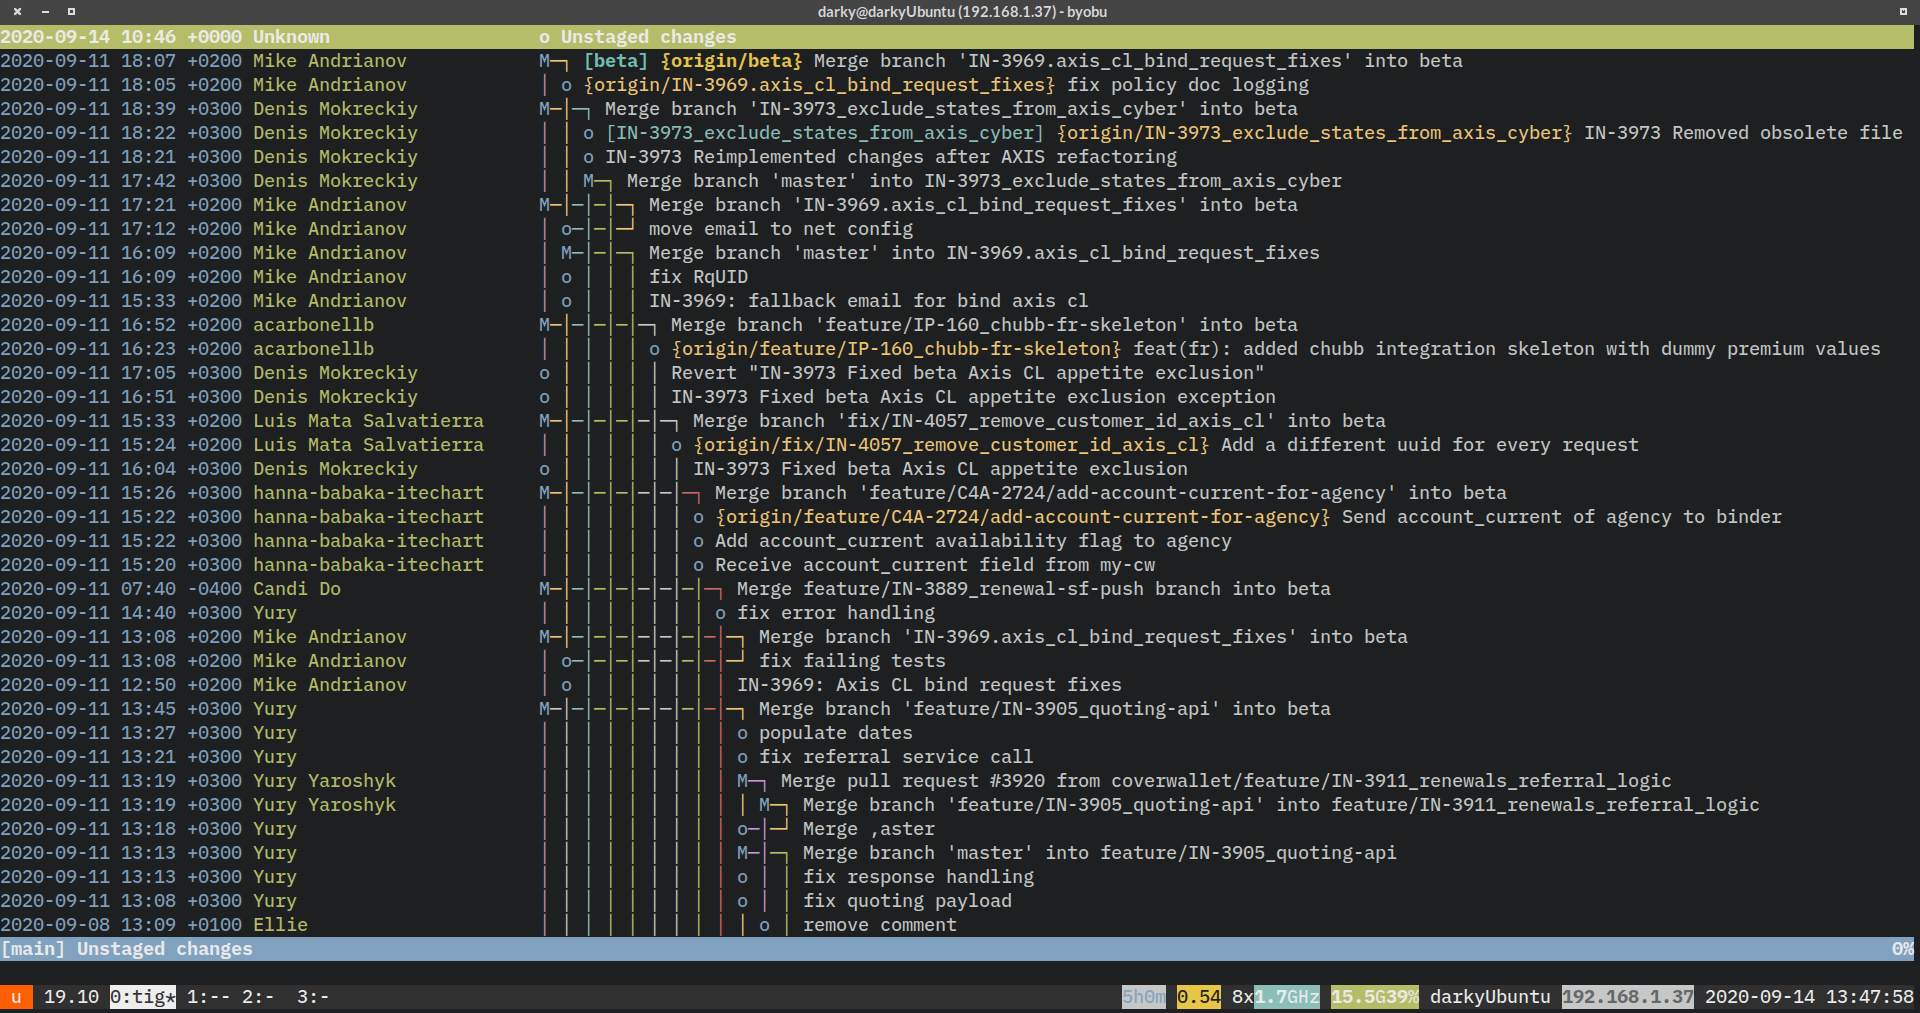 darky@darkyUbuntu (192.168.1.37) - byobu
2020-09-14 10:46 +0000 Unknown o Unstaged changes
2020-09-11 18:07 +0200 Mike Andrianov M─┐ [beta] {origin/beta} Merge branch 'IN-3969.axis_cl_bind_request_fixes' into beta
2020-09-11 18:05 +0200 Mike Andrianov │ o {origin/IN-3969.axis_cl_bind_request_fixes} fix policy doc logging
2020-09-11 18:39 +0300 Denis Mokreckiy M─│─┐ Merge branch 'IN-3973_exclude_states_from_axis_cyber' into beta
2020-09-11 18:22 +0300 Denis Mokreckiy │ │ o [IN-3973_exclude_states_from_axis_cyber] {origin/IN-3973_exclude_states_from_axis_cyber} IN-3973 Removed obsolete file
2020-09-11 18:21 +0300 Denis Mokreckiy │ │ o IN-3973 Reimplemented changes after AXIS refactoring
2020-09-11 17:42 +0300 Denis Mokreckiy │ │ M─┐ Merge branch 'master' into IN-3973_exclude_states_from_axis_cyber
2020-09-11 17:21 +0200 Mike Andrianov M─│─│─│─┐ Merge branch 'IN-3969.axis_cl_bind_request_fixes' into beta
2020-09-11 17:12 +0200 Mike Andrianov │ o─│─│─┘ move email to net config
2020-09-11 16:09 +0200 Mike Andrianov │ M─│─│─┐ Merge branch 'master' into IN-3969.axis_cl_bind_request_fixes
2020-09-11 16:09 +0200 Mike Andrianov │ o │ │ │ fix RqUID
2020-09-11 15:33 +0200 Mike Andrianov │ o │ │ │ IN-3969: fallback email for bind axis cl
2020-09-11 16:52 +0200 acarbonellb M─│─│─│─│─┐ Merge branch 'feature/IP-160_chubb-fr-skeleton' into beta
2020-09-11 16:23 +0200 acarbonellb │ │ │ │ │ o {origin/feature/IP-160_chubb-fr-skeleton} feat(fr): added chubb integration skeleton with dummy premium values
2020-09-11 17:05 +0300 Denis Mokreckiy o │ │ │ │ │ Revert "IN-3973 Fixed beta Axis CL appetite exclusion"
2020-09-11 16:51 +0300 Denis Mokreckiy o │ │ │ │ │ IN-3973 Fixed beta Axis CL appetite exclusion exception
2020-09-11 15:33 +0200 Luis Mata Salvatierra M─│─│─│─│─│─┐ Merge branch 'fix/IN-4057_remove_customer_id_axis_cl' into beta
2020-09-11 15:24 +0200 Luis Mata Salvatierra │ │ │ │ │ │ o {origin/fix/IN-4057_remove_customer_id_axis_cl} Add a different uuid for every request
2020-09-11 16:04 +0300 Denis Mokreckiy o │ │ │ │ │ │ IN-3973 Fixed beta Axis CL appetite exclusion
2020-09-11 15:26 +0300 hanna-babaka-itechart M─│─│─│─│─│─│─┐ Merge branch 'feature/C4A-2724/add-account-current-for-agency' into beta
2020-09-11 15:22 +0300 hanna-babaka-itechart │ │ │ │ │ │ │ o {origin/feature/C4A-2724/add-account-current-for-agency} Send account_current of agency to binder
2020-09-11 15:22 +0300 hanna-babaka-itechart │ │ │ │ │ │ │ o Add account_current availability flag to agency
2020-09-11 15:20 +0300 hanna-babaka-itechart │ │ │ │ │ │ │ o Receive account_current field from my-cw
2020-09-11 07:40 -0400 Candi Do M─│─│─│─│─│─│─│─┐ Merge feature/IN-3889_renewal-sf-push branch into beta
2020-09-11 14:40 +0300 Yury │ │ │ │ │ │ │ │ o fix error handling
2020-09-11 13:08 +0200 Mike Andrianov M─│─│─│─│─│─│─│─│─┐ Merge branch 'IN-3969.axis_cl_bind_request_fixes' into beta
2020-09-11 13:08 +0200 Mike Andrianov │ o─│─│─│─│─│─│─│─┘ fix failing tests
2020-09-11 12:50 +0200 Mike Andrianov │ o │ │ │ │ │ │ │ IN-3969: Axis CL bind request fixes
2020-09-11 13:45 +0300 Yury M─│─│─│─│─│─│─│─│─┐ Merge branch 'feature/IN-3905_quoting-api' into beta
2020-09-11 13:27 +0300 Yury │ │ │ │ │ │ │ │ │ o populate dates
2020-09-11 13:21 +0300 Yury │ │ │ │ │ │ │ │ │ o fix referral service call
2020-09-11 13:19 +0300 Yury Yaroshyk │ │ │ │ │ │ │ │ │ M─┐ Merge pull request #3920 from coverwallet/feature/IN-3911_renewals_referral_logic
2020-09-11 13:19 +0300 Yury Yaroshyk │ │ │ │ │ │ │ │ │ │ M─┐ Merge branch 'feature/IN-3905_quoting-api' into feature/IN-3911_renewals_referral_logic
2020-09-11 13:18 +0300 Yury │ │ │ │ │ │ │ │ │ o─│─┘ Merge ,aster
2020-09-11 13:13 +0300 Yury │ │ │ │ │ │ │ │ │ M─│─┐ Merge branch 'master' into feature/IN-3905_quoting-api
2020-09-11 13:13 +0300 Yury │ │ │ │ │ │ │ │ │ o │ │ fix response handling
2020-09-11 13:08 +0300 Yury │ │ │ │ │ │ │ │ │ o │ │ fix quoting payload
2020-09-08 13:09 +0100 Ellie │ │ │ │ │ │ │ │ │ │ o │ remove comment
[main] Unstaged changes 0%
u 19.10 0:tig* 1:-- 2:- 3:- 5h0m 0.54 8x1.7GHz 15.5G39% darkyUbuntu 192.168.1.37 2020-09-14 13:47:58